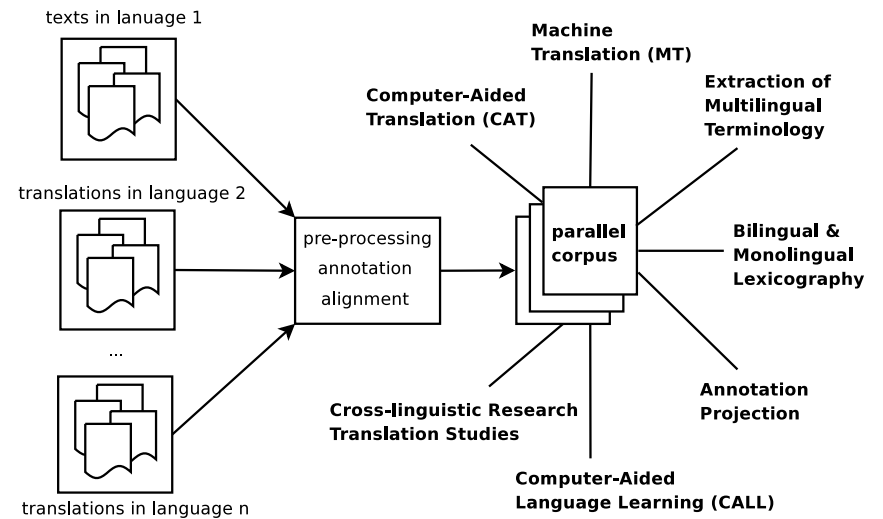 texts in lanuage 1
translations in language 2
...
translations in language n
pre-processing
annotation
alignment
parallel
corpus
Computer-Aided
Translation (CAT)
Machine
Translation (MT)
Extraction of
Multilingual
Terminology
Bilingual &
Monolingual
Lexicography
Annotation
Projection
Computer-Aided
Language Learning (CALL)
Cross-linguistic Research
Translation Studies